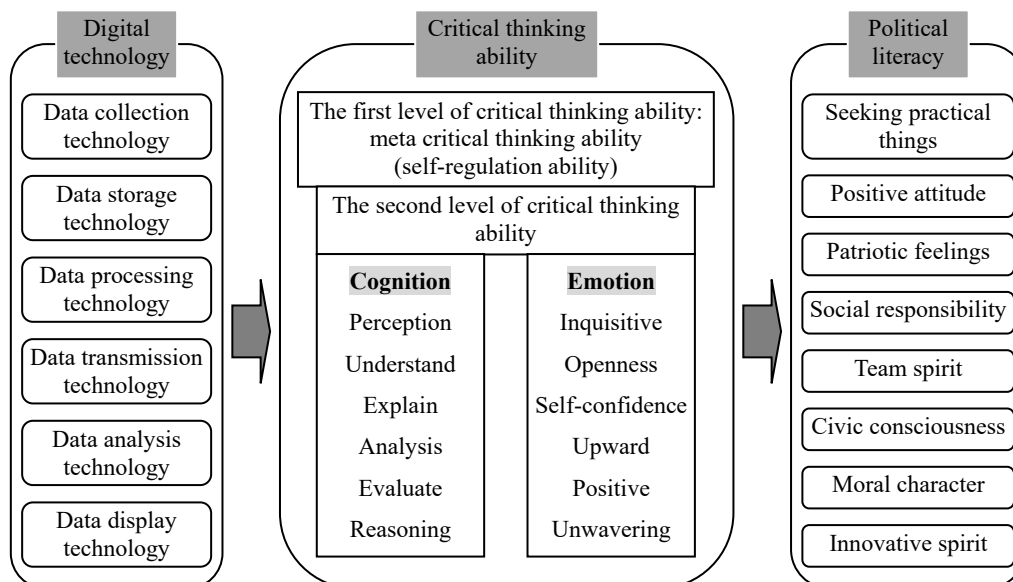 Digital
technology
Data collection
technology
Data storage
technology
Data processing
technology
Data transmission
technology
Data analysis
technology
Data display
technology
Critical thinking
ability
The first level of critical thinking ability:
meta critical thinking ability
(self-regulation ability)
The second level of critical thinking
ability
Cognition
Perception
Understand
Explain
Analysis
Evaluate
Reasoning
Emotion
Inquisitive
Openness
Self-confidence
Upward
Positive
Unwavering
Political
literacy
Seeking practical
things
Positive attitude
Patriotic feelings
Social responsibility
Team spirit
Civic consciousness
Moral character
Innovative spirit